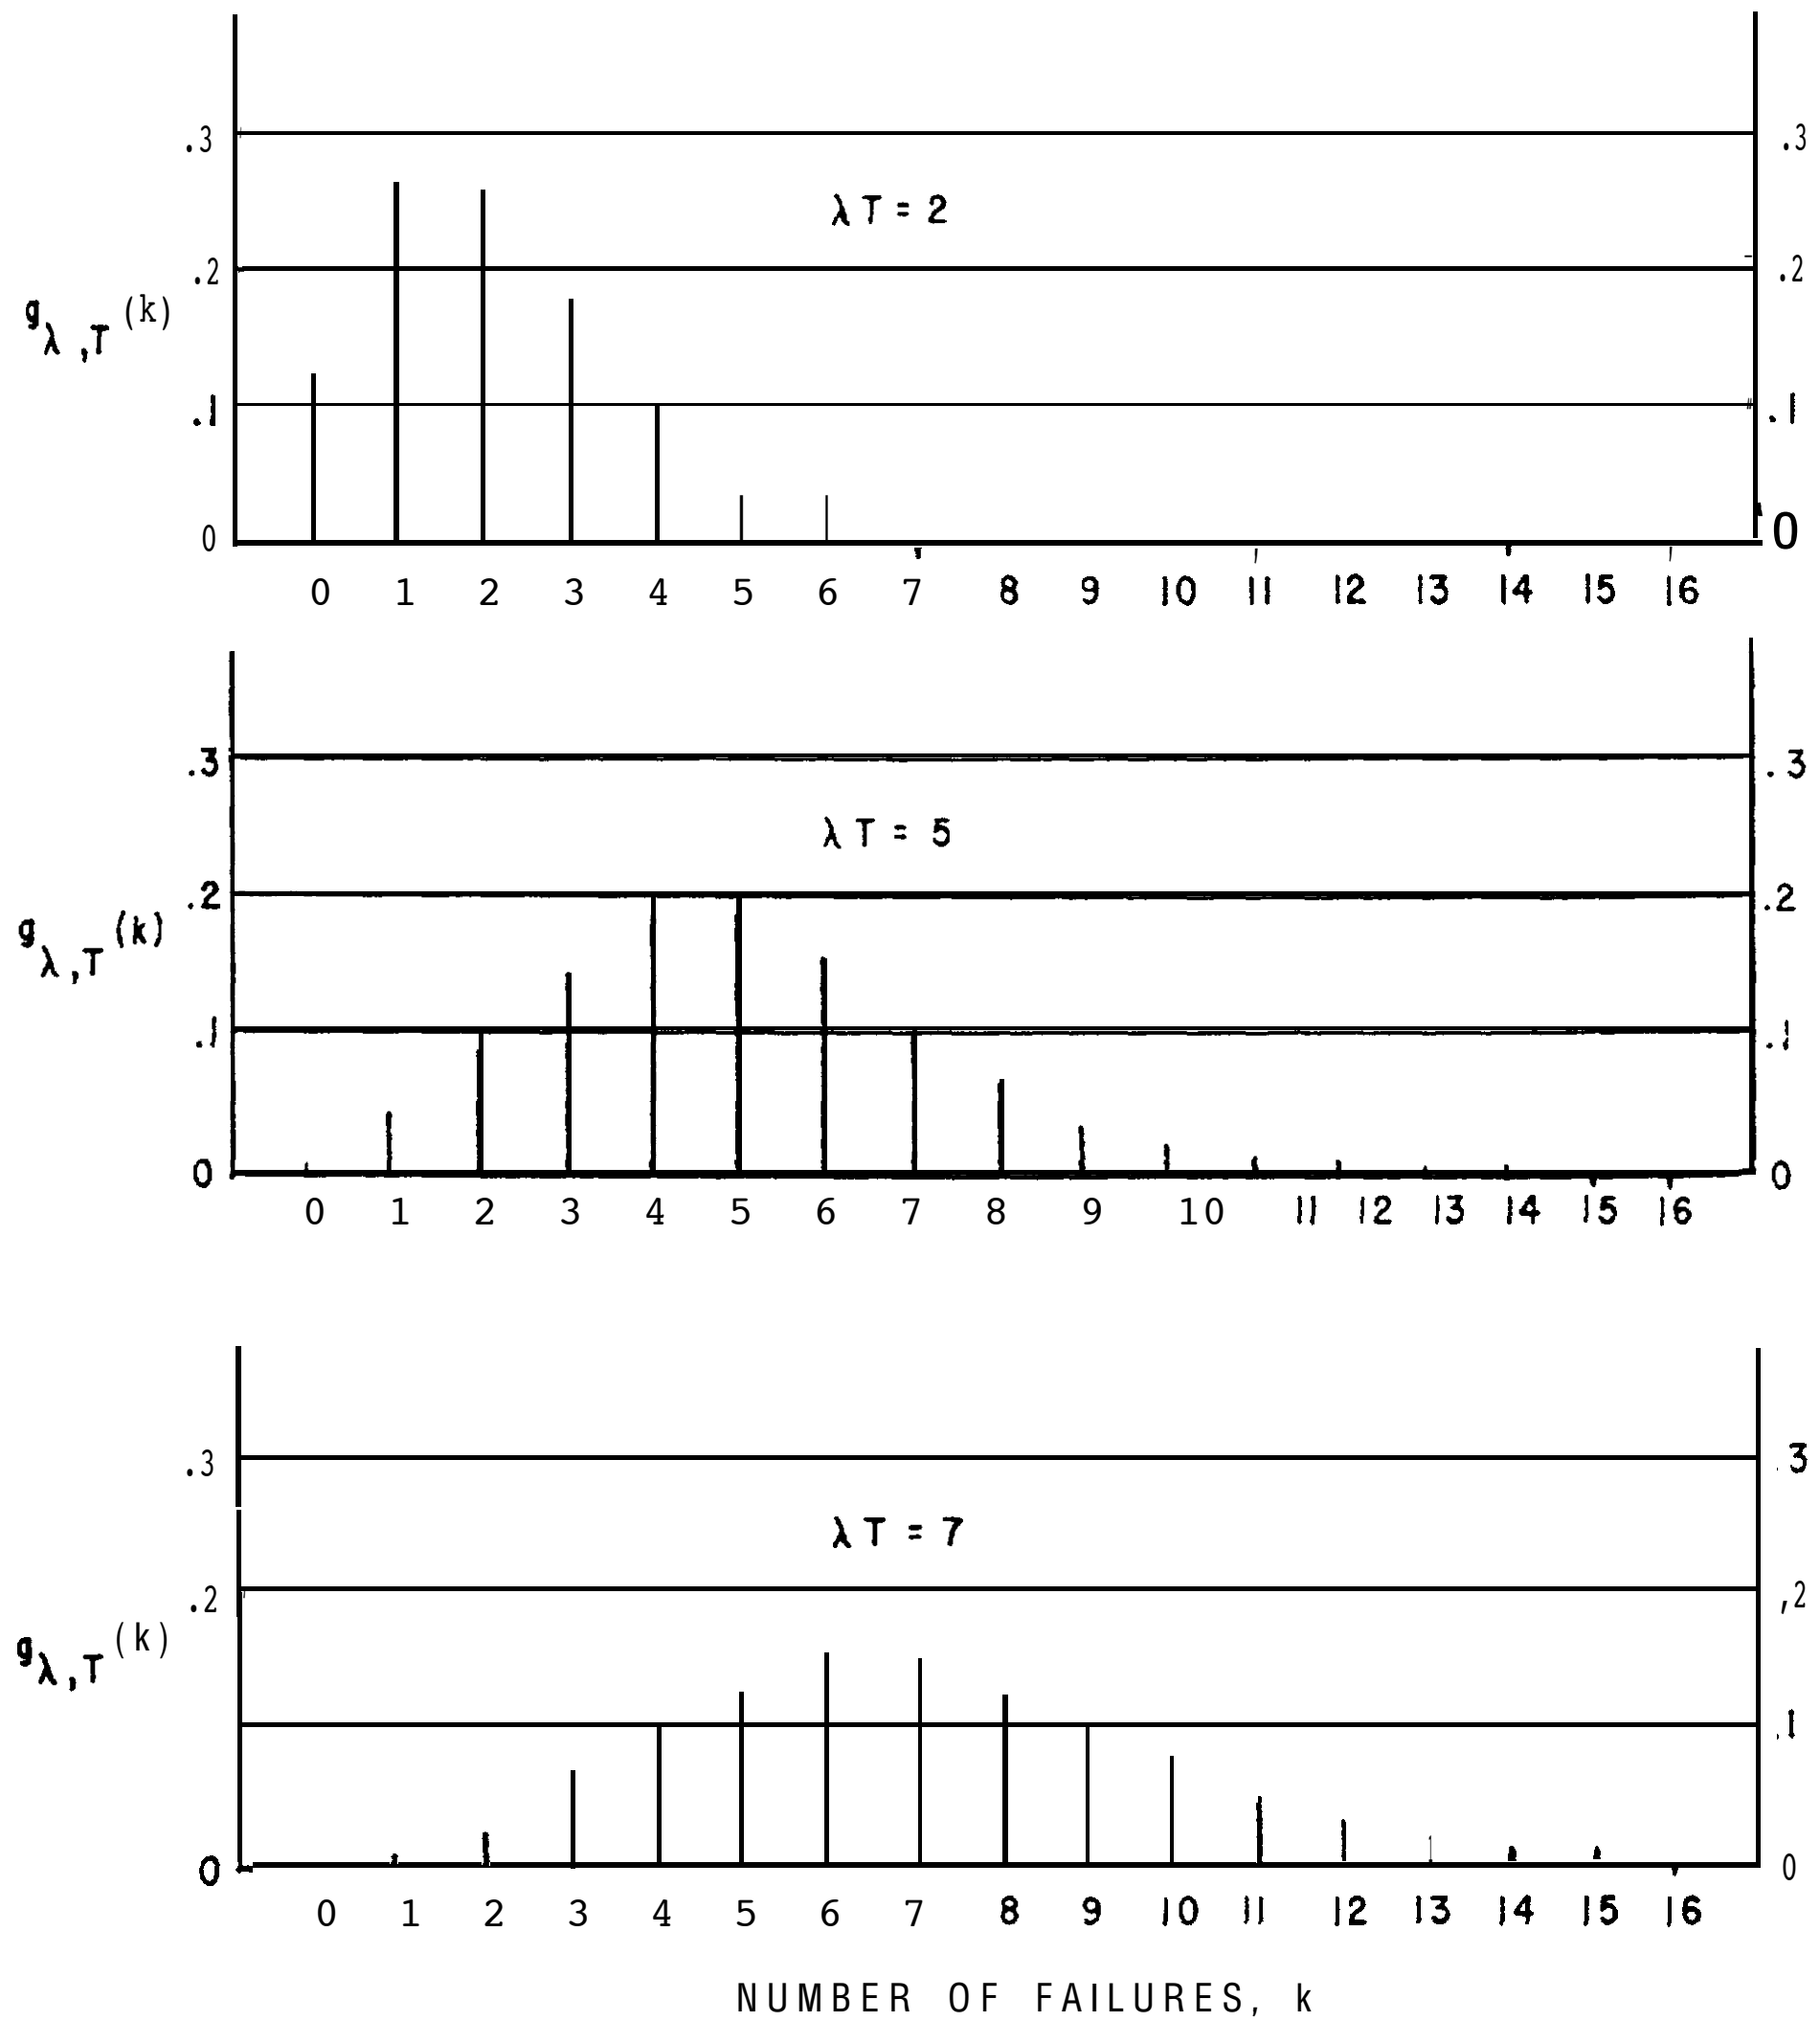 .3 .3
λ T = 2
.2 .2
g λ,T (k)
.1 .1
0 0
0 1 2 3 4 5 6 7 8 9 10 11 12 13 14 15 16
.3 .3
λ T = 5
.2 .2
g λ,T (k)
.1 .1
0 0
0 1 2 3 4 5 6 7 8 9 10 11 12 13 14 15 16
.3 .3
λ T = 7
.2 ,2
g λ,T (k)
.1
0 0
0 1 2 3 4 5 6 7 8 9 10 11 12 13 14 15 16
NUMBER OF FAILURES, k